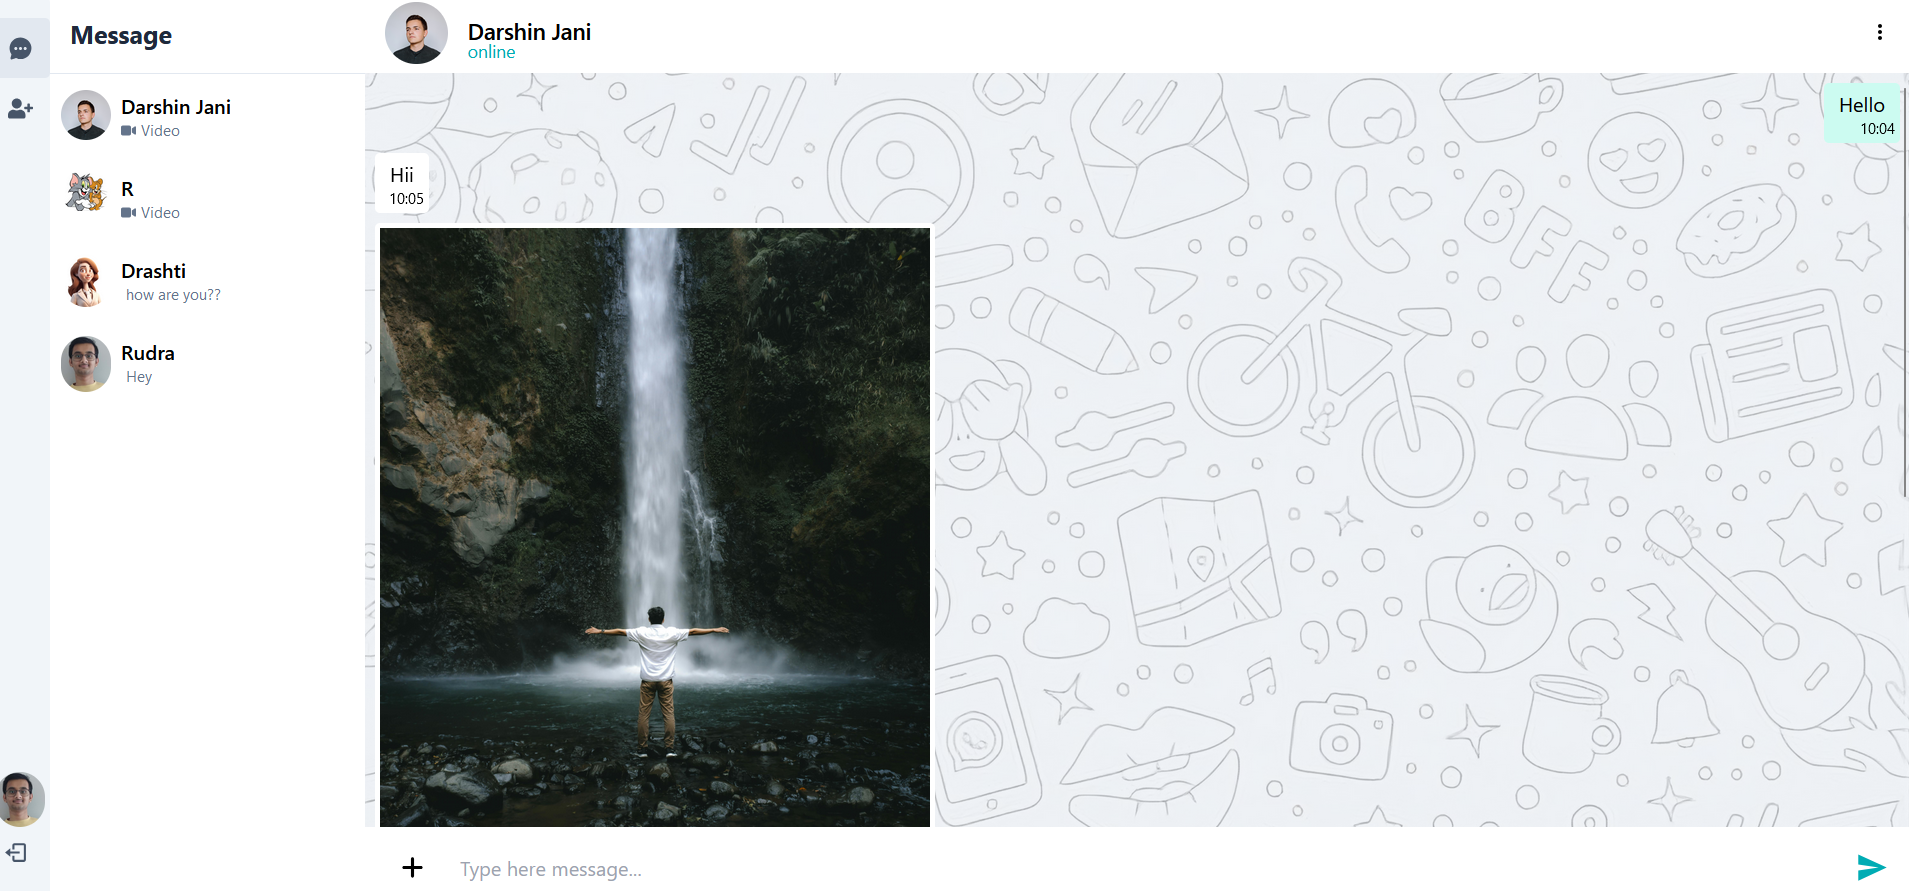 Message
Darshin Jani
Video
R
Video
Drashti
how are you??
Rudra
Hey
Darshin Jani
online
Hello
10:04
Hii
10:05
BFF
Type here message...